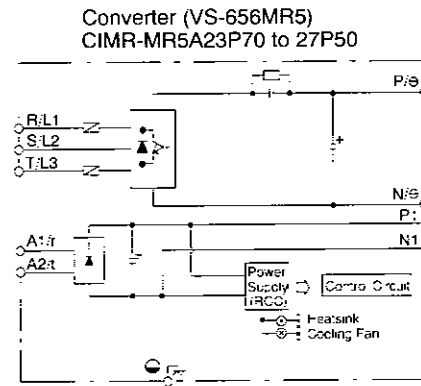 Converter (VS-656MR5)
CIMR-MR5A23P70 to 27P50
P/⊖
R/L1
S/L2
T/L3
N/⊖
P1
A1/r
N1
A2/t
Power
Supply
(RCC)
Control Circuit
Heatsink
Cooling Fan